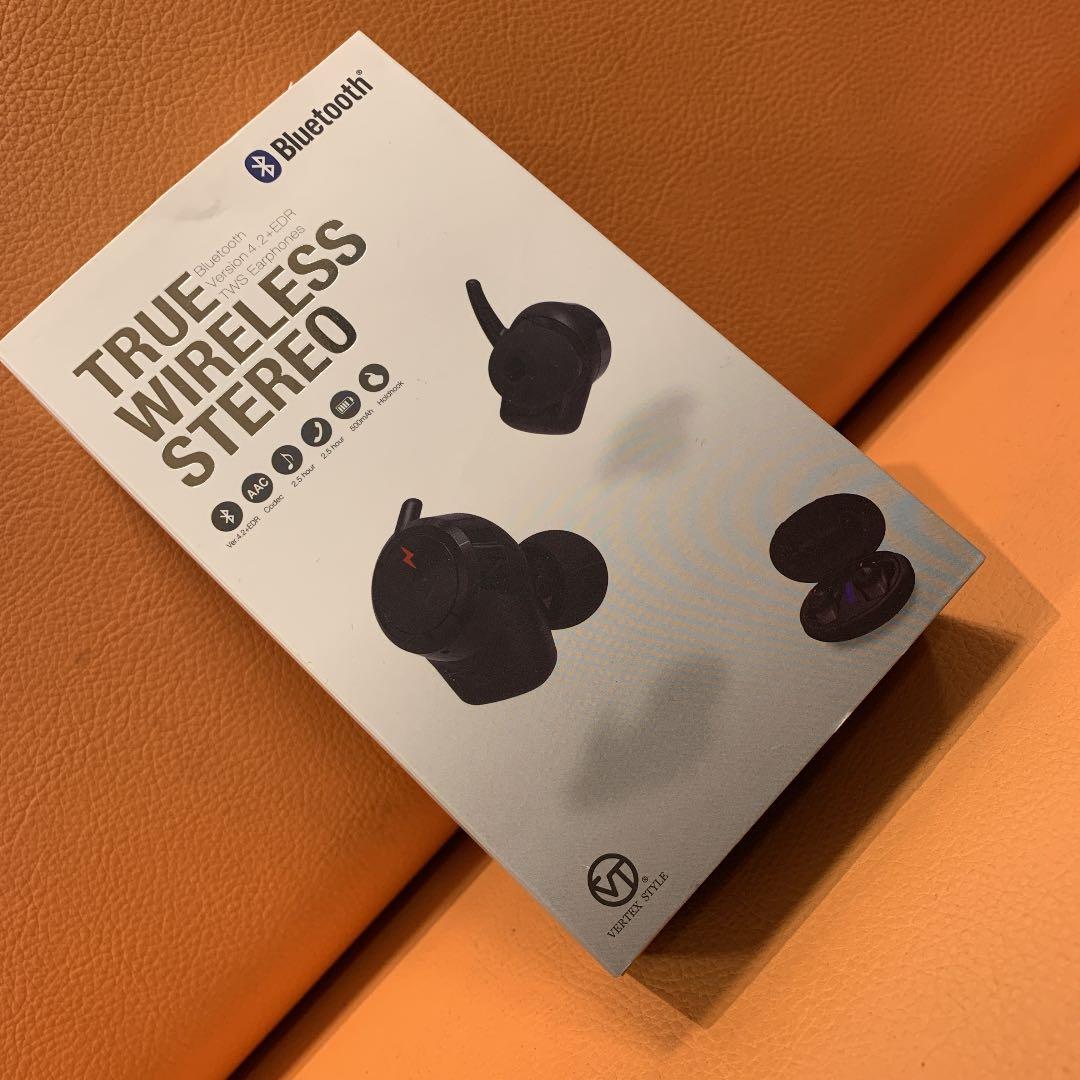 Bluetooth®
Bluetooth
Version 4.2+EDR
TWS Earphones
TRUE
WIRELESS
STEREO
AAC
Ver.4.2+EDR
Codec
2.5 hour
2.5 hour
500mAh
Holdhook
VT®
VERTEX STYLE